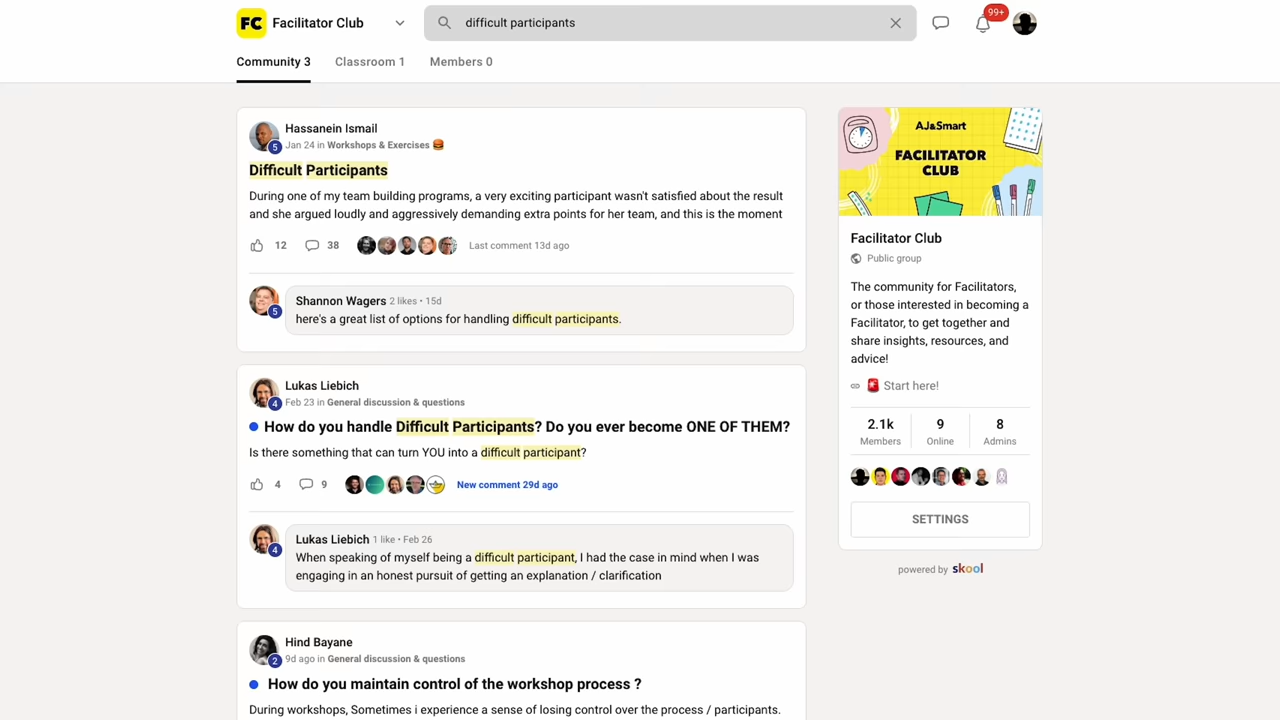 FC Facilitator Club
difficult participants
99+
Community 3 Classroom 1 Members 0
Hassanein Ismail
5 Jan 24 in Workshops & Exercises 🍔
Difficult Participants
During one of my team building programs, a very exciting participant wasn't satisfied about the result
and she argued loudly and aggressively demanding extra points for her team, and this is the moment
12 38 Last comment 13d ago
Shannon Wagers 2 likes • 15d
5 here's a great list of options for handling difficult participants.
Lukas Liebich
4 Feb 23 in General discussion & questions
How do you handle Difficult Participants? Do you ever become ONE OF THEM?
Is there something that can turn YOU into a difficult participant?
4 9 New comment 29d ago
Lukas Liebich 1 like • Feb 26
4 When speaking of myself being a difficult participant, I had the case in mind when I was
engaging in an honest pursuit of getting an explanation / clarification
Hind Bayane
2 9d ago in General discussion & questions
How do you maintain control of the workshop process ?
During workshops, Sometimes i experience a sense of losing control over the process / participants.
AJ&Smart
FACILITATOR
CLUB
Facilitator Club
Public group
The community for Facilitators,
or those interested in becoming a
Facilitator, to get together and
share insights, resources, and
advice!
🚨 Start here!
2.1k 9 8
Members Online Admins
SETTINGS
powered by skool